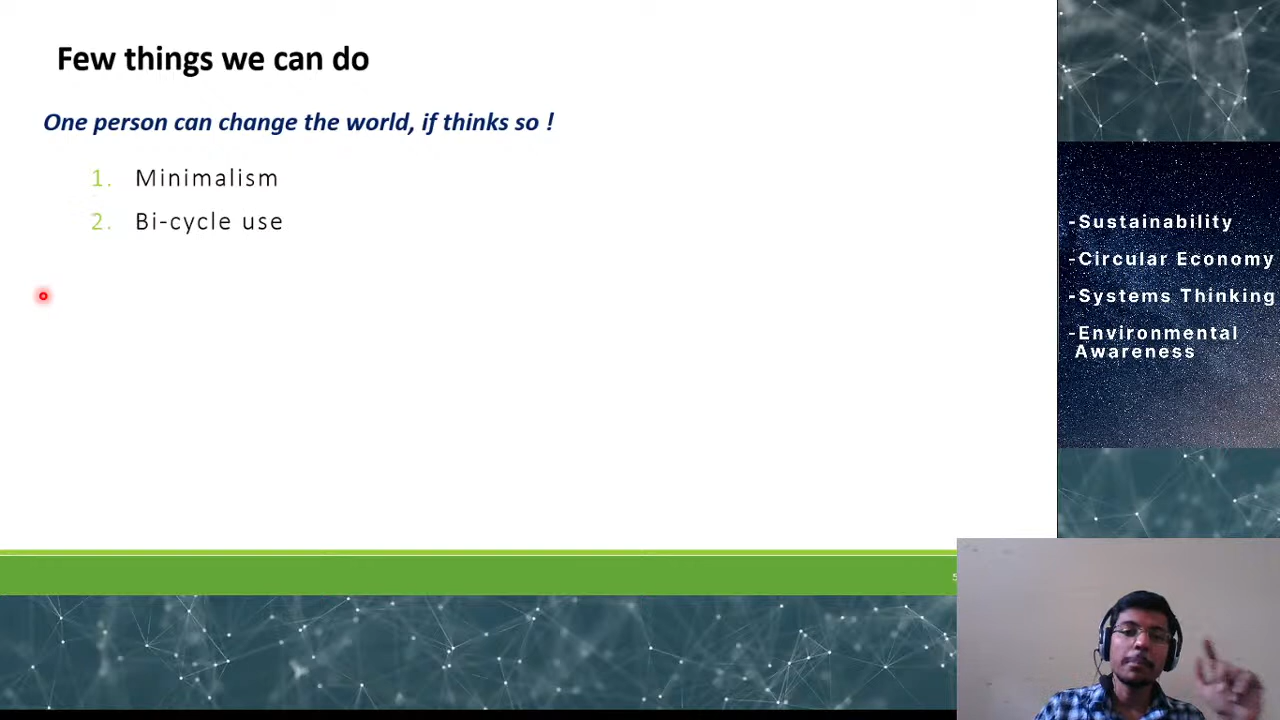 Few things we can do
One person can change the world, if thinks so !
1. Minimalism
2. Bi-cycle use
-Sustainability
-Circular Economy
-Systems Thinking
-Environmental
Awareness
5